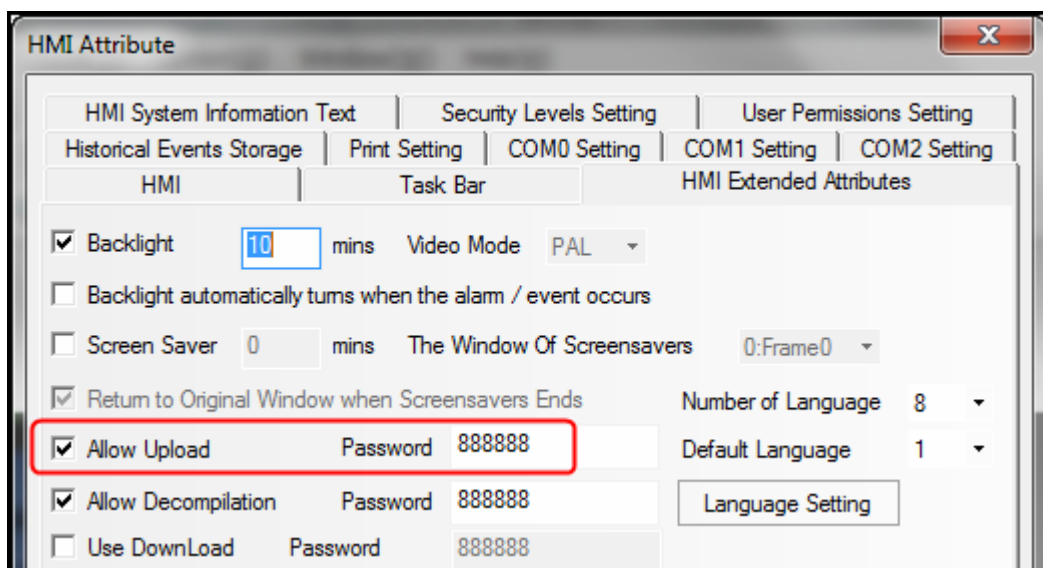 HMI Attribute
HMI System Information Text Security Levels Setting User Permissions Setting
Historical Events Storage Print Setting COM0 Setting COM1 Setting COM2 Setting
HMI Task Bar HMI Extended Attributes
Backlight 10 mins Video Mode PAL
Backlight automatically turns when the alarm / event occurs
Screen Saver 0 mins The Window Of Screensavers 0:Frame0
Return to Original Window when Screensavers Ends Number of Language 8
Allow Upload Password 888888 Default Language 1
Allow Decompilation Password 888888 Language Setting
Use DownLoad Password 888888